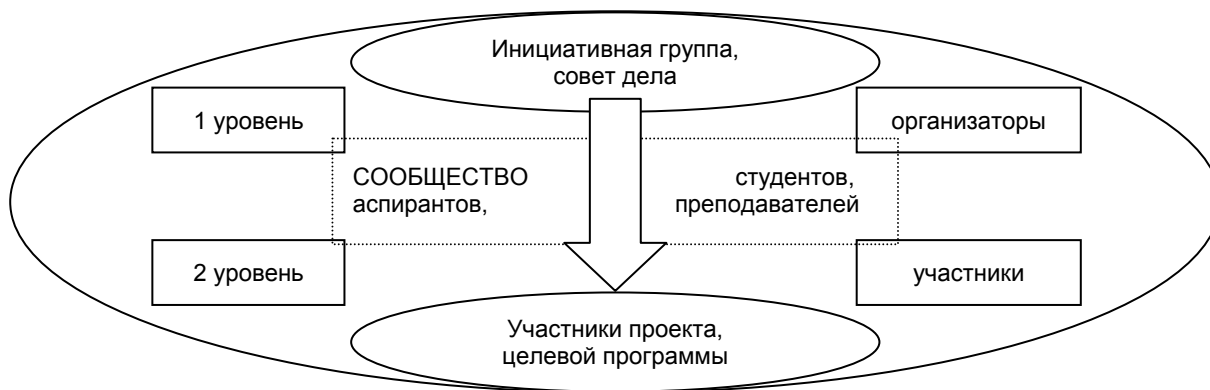 Инициативная группа,
совет дела
1 уровень
организаторы
СООБЩЕСТВО
аспирантов,
студентов,
преподавателей
2 уровень
участники
Участники проекта,
целевой программы